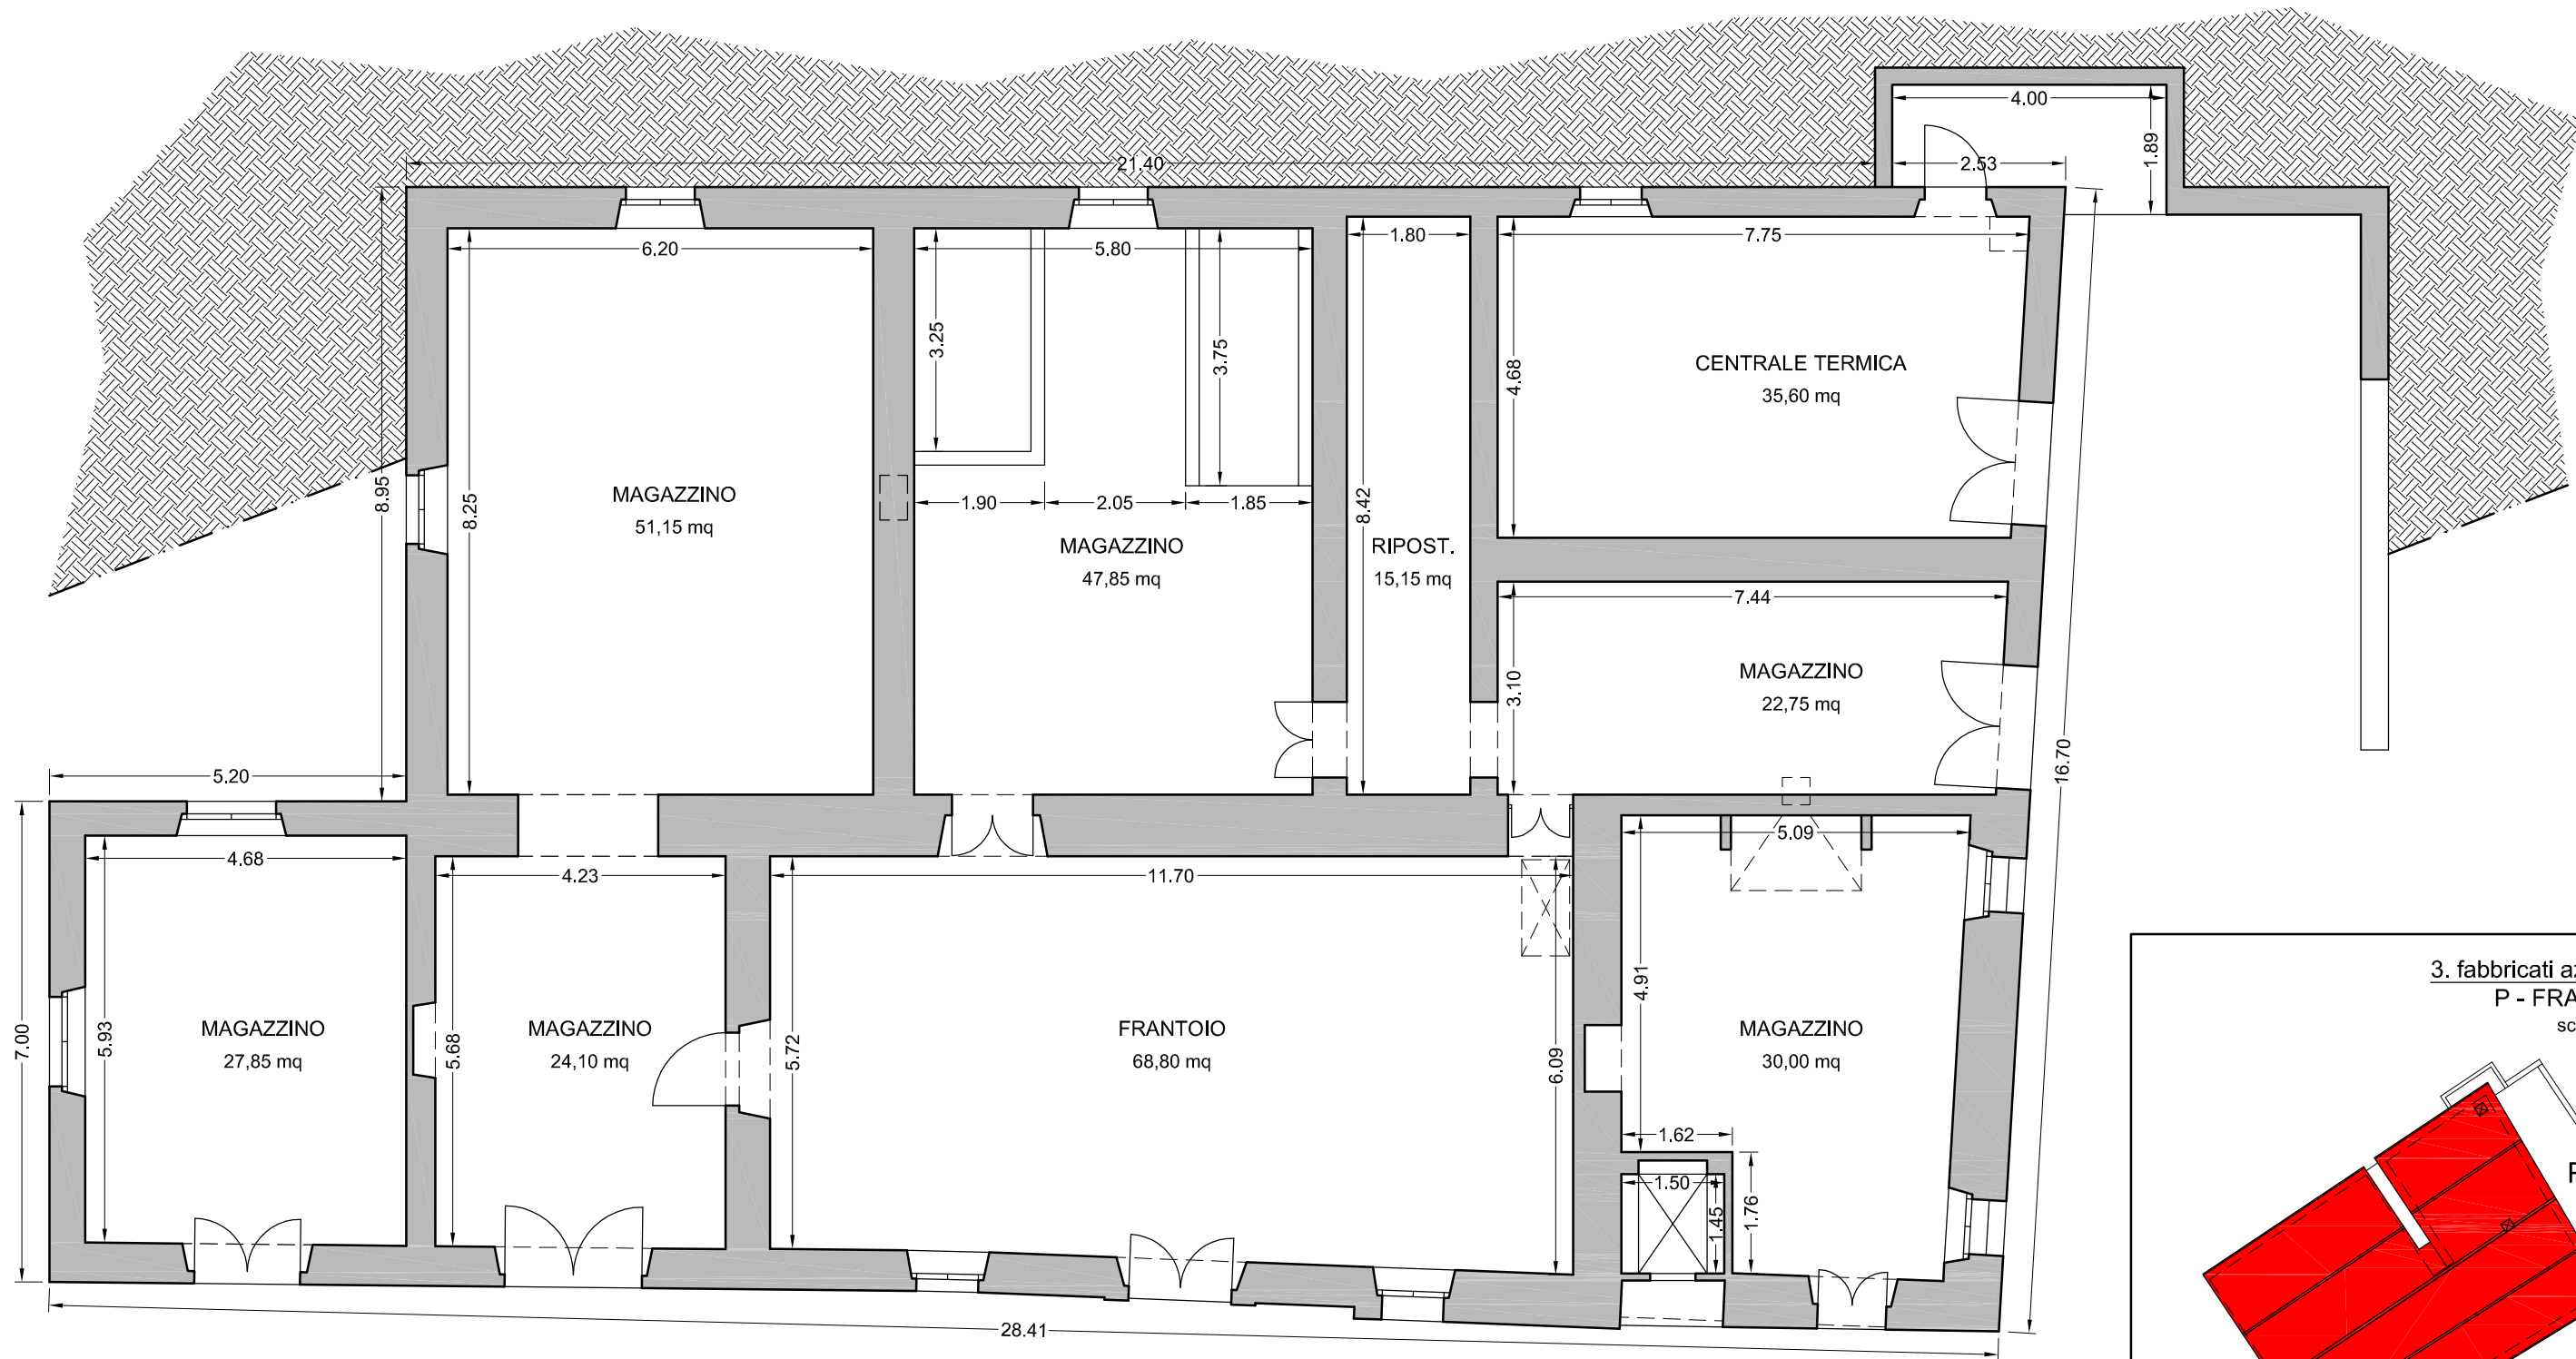 4.00
1.89
21.40
2.53
6.20
5.80
1.80
7.75
3.25
3.75
4.68
CENTRALE TERMICA
35,60 mq
8.95
8.25
MAGAZZINO
51,15 mq
1.90
2.05
1.85
8.42
MAGAZZINO
47,85 mq
RIPOST.
15,15 mq
7.44
3.10
MAGAZZINO
22,75 mq
16.70
5.20
4.68
4.23
11.70
5.09
7.00
5.93
MAGAZZINO
27,85 mq
5.68
MAGAZZINO
24,10 mq
5.72
FRANTOIO
68,80 mq
6.09
4.91
MAGAZZINO
30,00 mq
1.62
1.50
1.45
1.76
28.41
3. fabbricati
P -